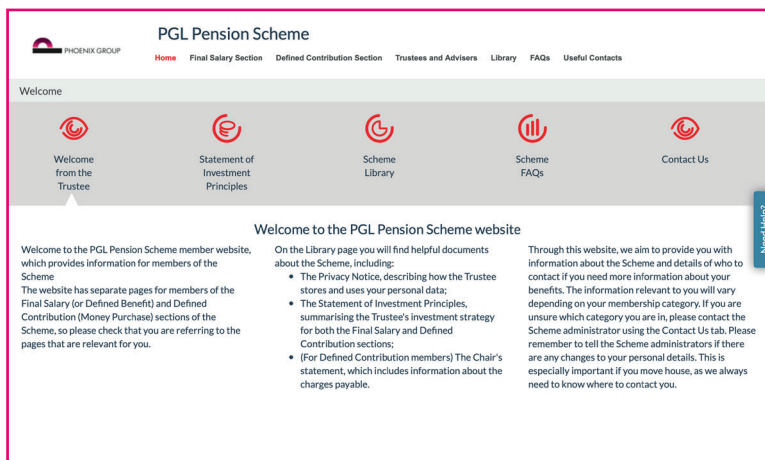 PHOENIX GROUP
PGL Pension Scheme
Home Final Salary Section Defined Contribution Section Trustees and Advisers Library FAQs Useful Contacts
Welcome
Welcome
from the
Trustee
Statement of
Investment
Principles
Scheme
Library
Scheme
FAQs
Contact Us
Need Help?
Welcome to the PGL Pension Scheme website
Welcome to the PGL Pension Scheme member website,
which provides information for members of the
Scheme
The website has separate pages for members of the
Final Salary (or Defined Benefit) and Defined
Contribution (Money Purchase) sections of the
Scheme, so please check that you are referring to the
pages that are relevant for you.
On the Library page you will find helpful documents
about the Scheme, including:
• The Privacy Notice, describing how the Trustee
stores and uses your personal data;
• The Statement of Investment Principles,
summarising the Trustee's investment strategy
for both the Final Salary and Defined
Contribution sections;
• (For Defined Contribution members) The Chair's
statement, which includes information about the
charges payable.
Through this website, we aim to provide you with
information about the Scheme and details of who to
contact if you need more information about your
benefits. The information relevant to you will vary
depending on your membership category. If you are
unsure which category you are in, please contact the
Scheme administrator using the Contact Us tab. Please
remember to tell the Scheme administrators if there
are any changes to your personal details. This is
especially important if you move house, as we always
need to know where to contact you.